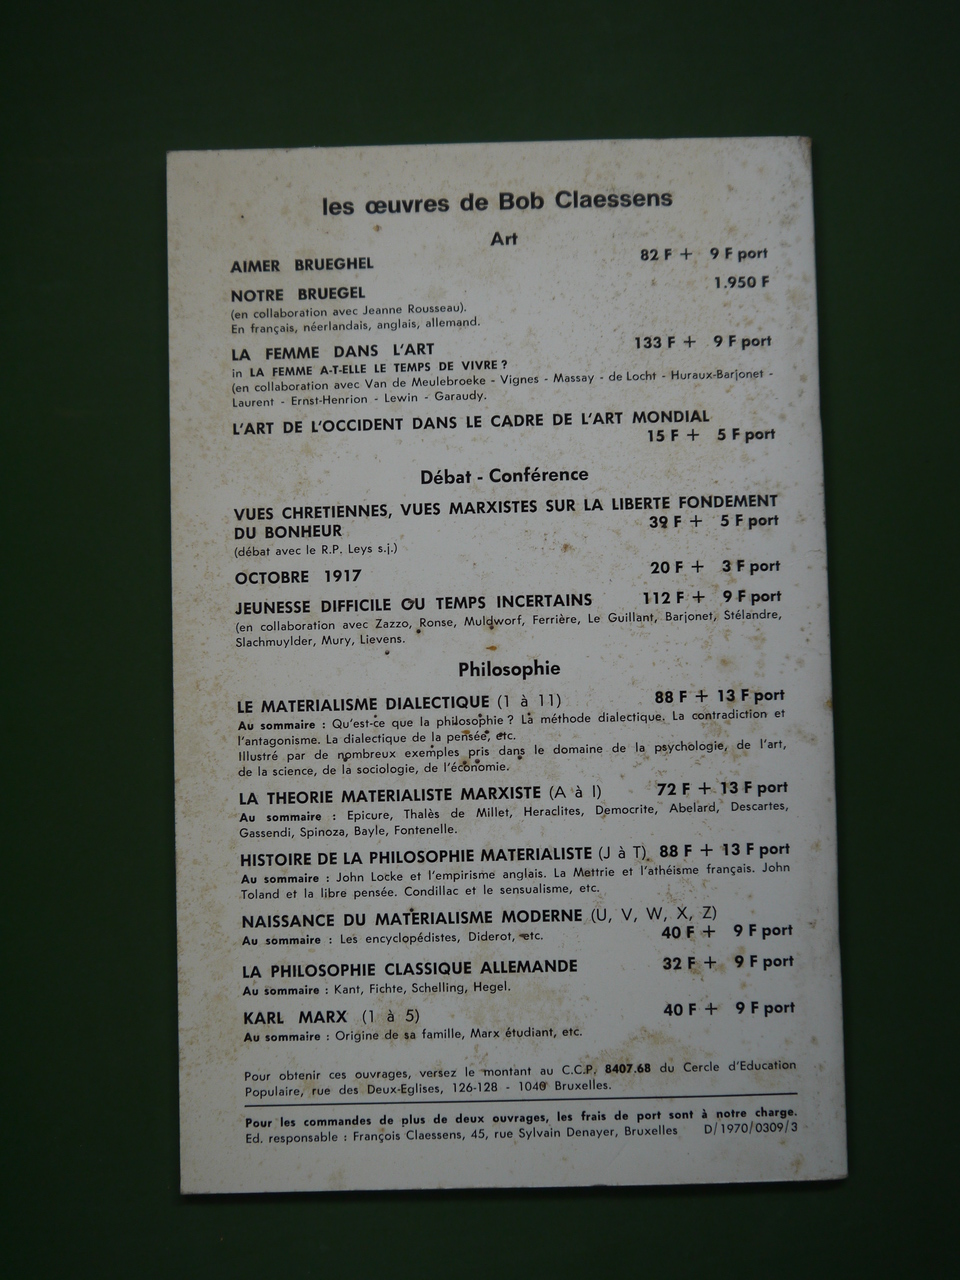 les œuvres de Bob Claessens
Art
AIMER BRUEGHEL 82 F + 9 F port
NOTRE BRUEGEL 1.950 F
(en collaboration avec Jeanne Rousseau).
En français, néerlandais, anglais, allemand.
LA FEMME DANS L'ART 133 F + 9 F port
in LA FEMME A-T-ELLE LE TEMPS DE VIVRE ?
(en collaboration avec Van de Meulebroeke - Vignes - Massay - de Locht - Huraux-Barjonet -
Laurent - Ernst-Henrion - Lewin - Garaudy.
L'ART DE L'OCCIDENT DANS LE CADRE DE L'ART MONDIAL
15 F + 5 F port
Débat - Conférence
VUES CHRETIENNES, VUES MARXISTES SUR LA LIBERTE FONDEMENT
DU BONHEUR 39 F + 5 F port
(débat avec le R.P. Leys s.j.)
OCTOBRE 1917 20 F + 3 F port
JEUNESSE DIFFICILE OU TEMPS INCERTAINS 112 F + 9 F port
(en collaboration avec Zazzo, Ronse, Muldworf, Ferrière, Le Guillant, Barjonet, Stélandre,
Slachmuylder, Mury, Lievens.
Philosophie
LE MATERIALISME DIALECTIQUE (1 à 11) 88 F + 13 F port
Au sommaire : Qu'est-ce que la philosophie ? La méthode dialectique. La contradiction et
l'antagonisme. La dialectique de la pensée, etc.
Illustré par de nombreux exemples pris dans le domaine de la psychologie, de l'art,
de la science, de la sociologie, de l'économie.
LA THEORIE MATERIALISTE MARXISTE (A à I) 72 F + 13 F port
Au sommaire : Epicure, Thalès de Millet, Heraclites, Democrite, Abelard, Descartes,
Gassendi, Spinoza, Bayle, Fontenelle.
HISTOIRE DE LA PHILOSOPHIE MATERIALISTE (J à T). 88 F + 13 F port
Au sommaire : John Locke et l'empirisme anglais. La Mettrie et l'athéisme français. John
Toland et la libre pensée. Condillac et le sensualisme, etc.
NAISSANCE DU MATERIALISME MODERNE (U, V, W, X, Z)
Au sommaire : Les encyclopédistes, Diderot, etc. 40 F + 9 F port
LA PHILOSOPHIE CLASSIQUE ALLEMANDE 32 F + 9 F port
Au sommaire : Kant, Fichte, Schelling, Hegel.
KARL MARX (1 à 5) 40 F + 9 F port
Au sommaire : Origine de sa famille, Marx étudiant, etc.
Pour obtenir ces ouvrages, versez le montant au C.C.P. 8407.68 du Cercle d'Education
Populaire, rue des Deux-Eglises, 126-128 - 1040 Bruxelles.
Pour les commandes de plus de deux ouvrages, les frais de port sont à notre charge.
Ed. responsable : François Claessens, 45, rue Sylvain Denayer, Bruxelles D/1970/0309/3